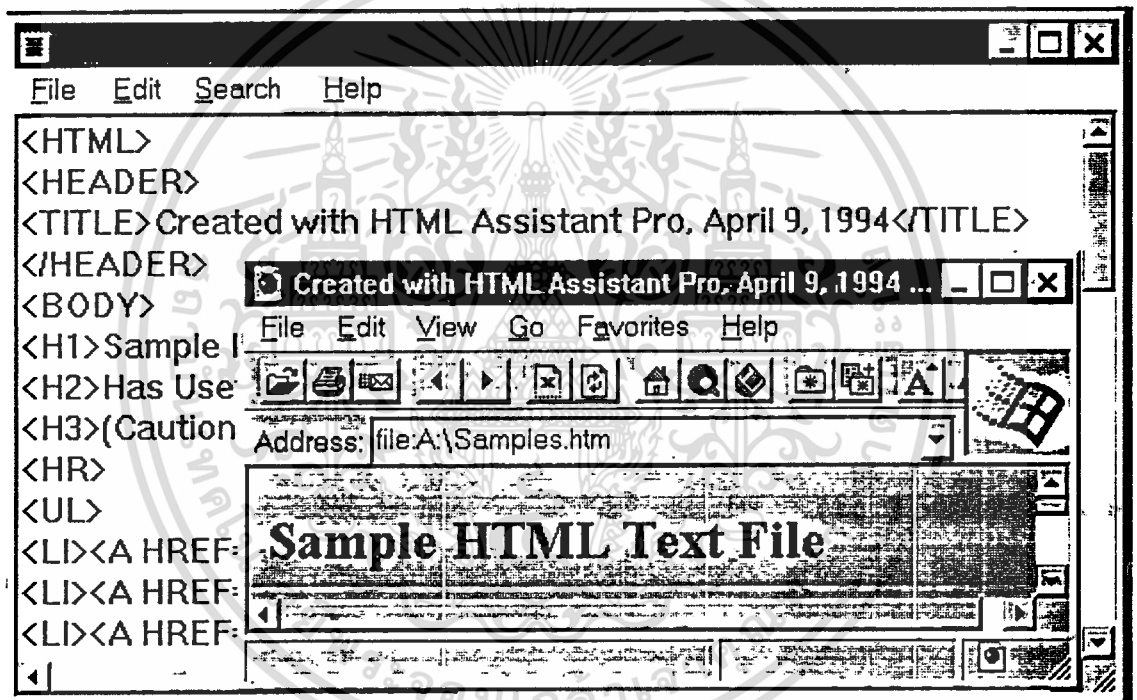 File Edit Search Help
<HTML>
<HEADER>
<TITLE>Created with HTML Assistant Pro, April 9, 1994</TITLE>
</HEADER>
<BODY>
<H1>Sample
<H2>Has Use
<H3>(Caution
<HR>
<UL>
<LI><A HREF=
<LI><A HREF=
<LI><A HREF=
Created with HTML Assistant Pro, April 9, 1994 ...
File Edit View Go Favorites Help
Address: file:A:\Samples.htm
Sample HTML Text File